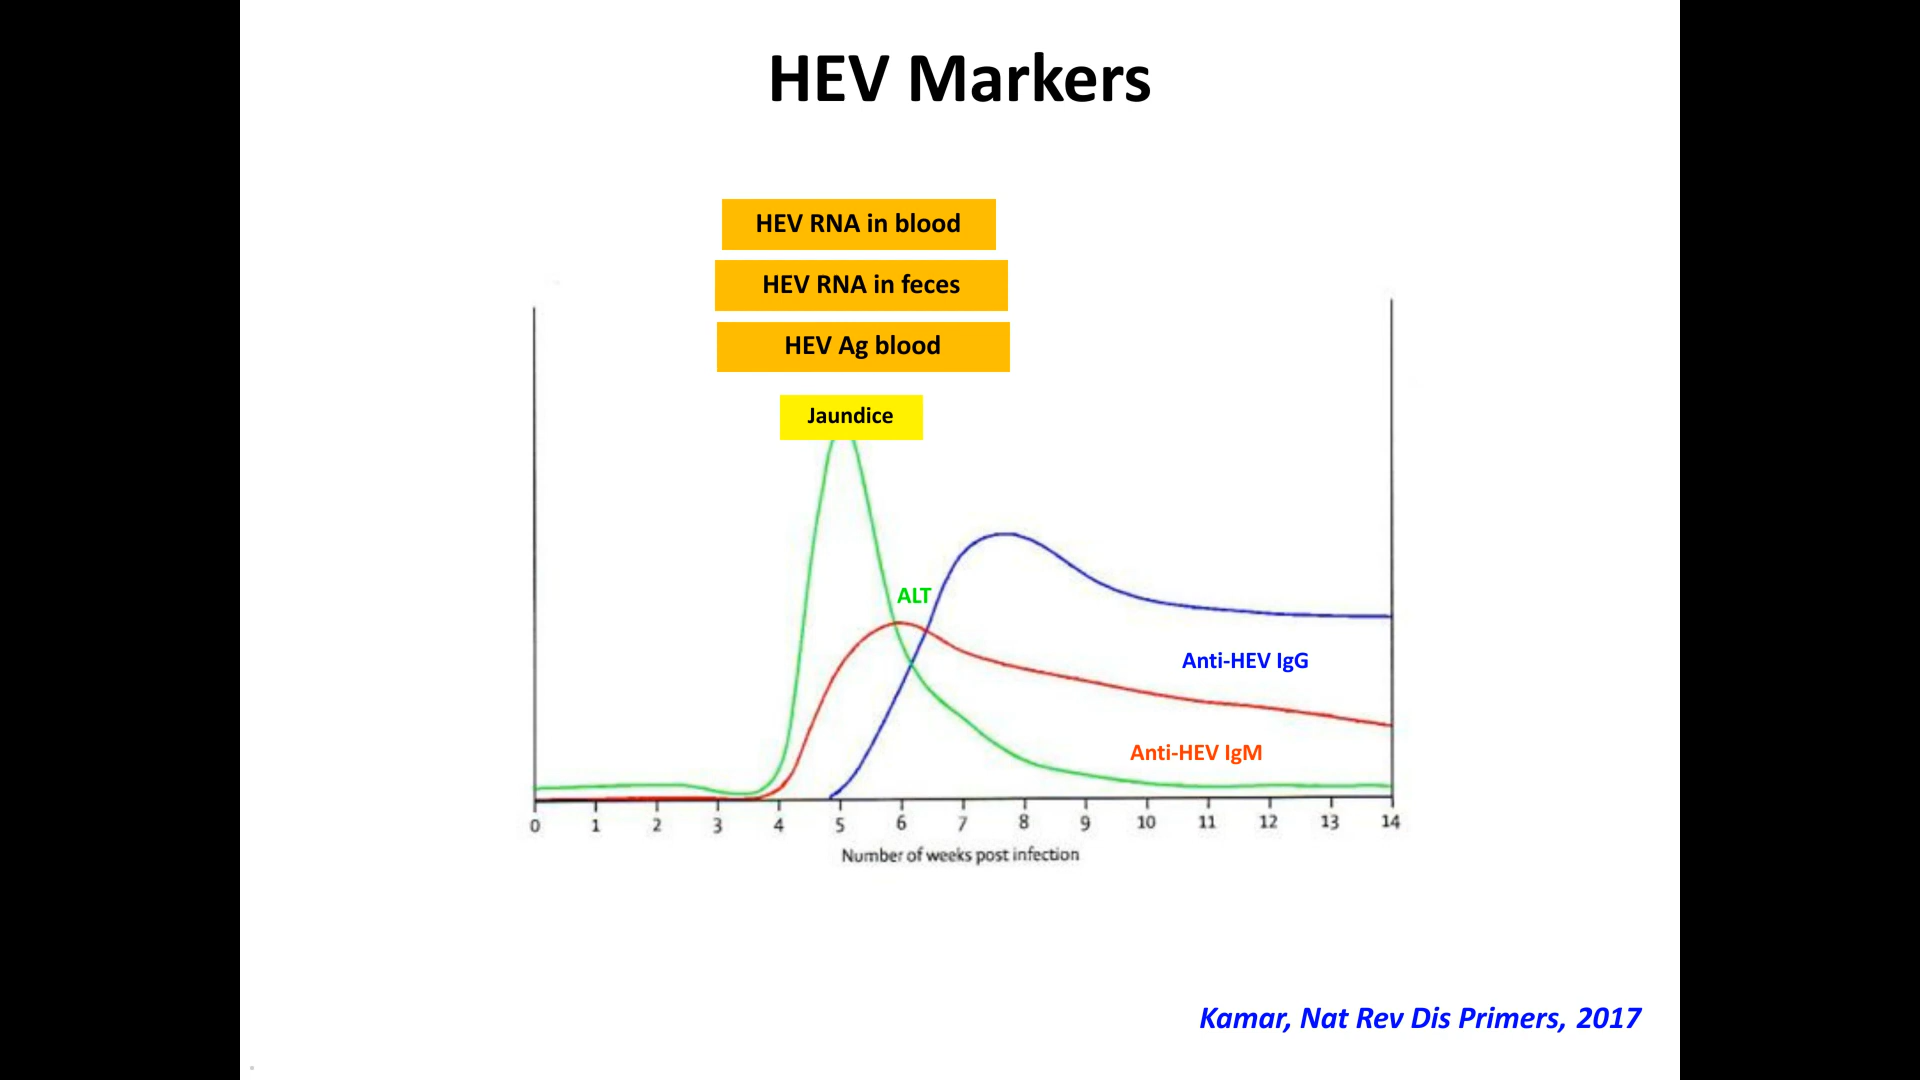 HEV Markers
HEV RNA in blood
HEV RNA in feces
HEV Ag blood
Jaundice
ALT
Anti-HEV IgG
Anti-HEV IgM
0 1 2 3 4 5 6 7 8 9 10 11 12 13 14
Number of weeks post infection
Kamar, Nat Rev Dis Primers, 2017